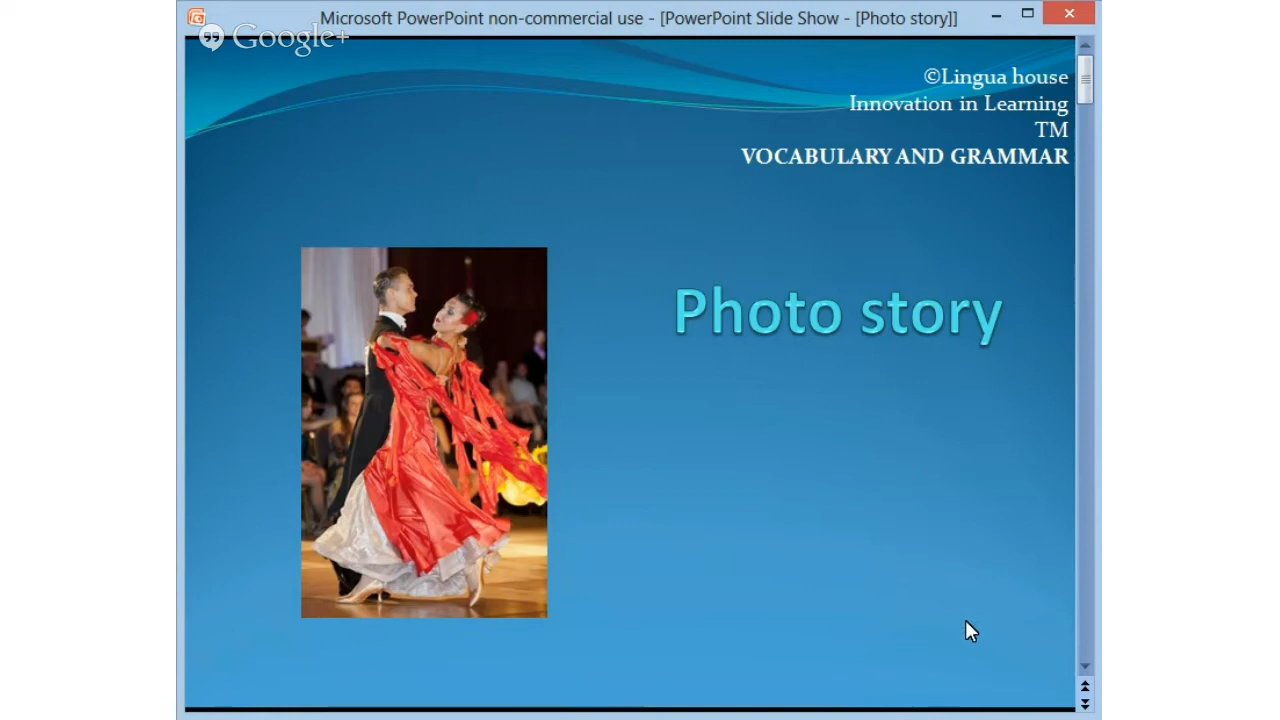 Microsoft PowerPoint non-commercial use - [PowerPoint Slide Show - [Photo story]]
Google+
©Lingua house
Innovation in Learning
TM
VOCABULARY AND GRAMMAR
Photo story